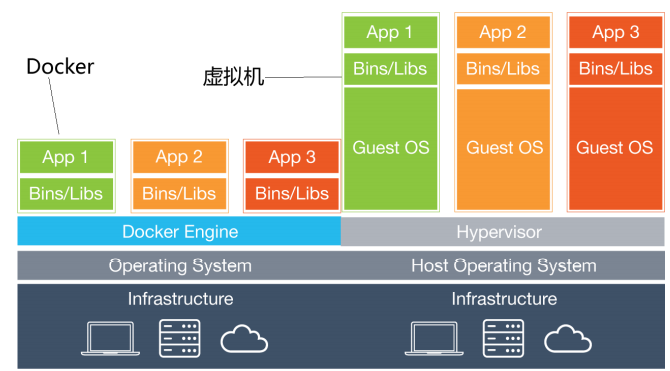 Docker
App 1
App 2
App 3
Bins/Libs
Bins/Libs
Bins/Libs
Docker Engine
Operating System
Infrastructure
虚拟机
App 1
App 2
App 3
Bins/Libs
Bins/Libs
Bins/Libs
Guest OS
Guest OS
Guest OS
Hypervisor
Host Operating System
Infrastructure